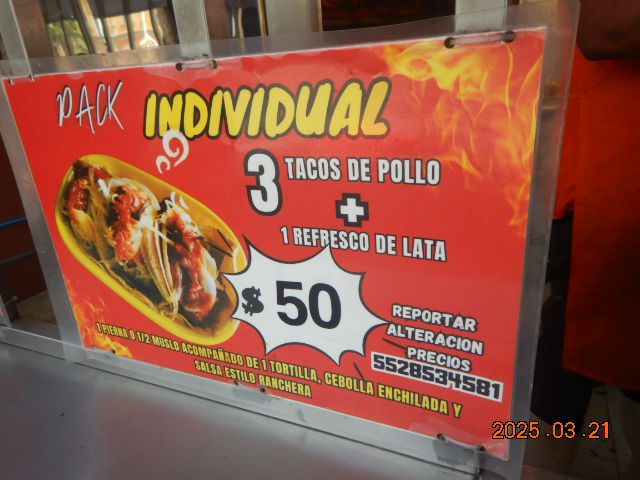 PACK INDIVIDUAL
3 TACOS DE POLLO
+
1 REFRESCO DE LATA
$ 50
REPORTAR
ALTERACION
PRECIOS
5528534581
1 PIERNA O 1/2 MUSLO ACOMPAÑADO DE 1 TORTILLA, CEBOLLA ENCHILADA Y
SALSA ESTILO RANCHERA
2025.03.21